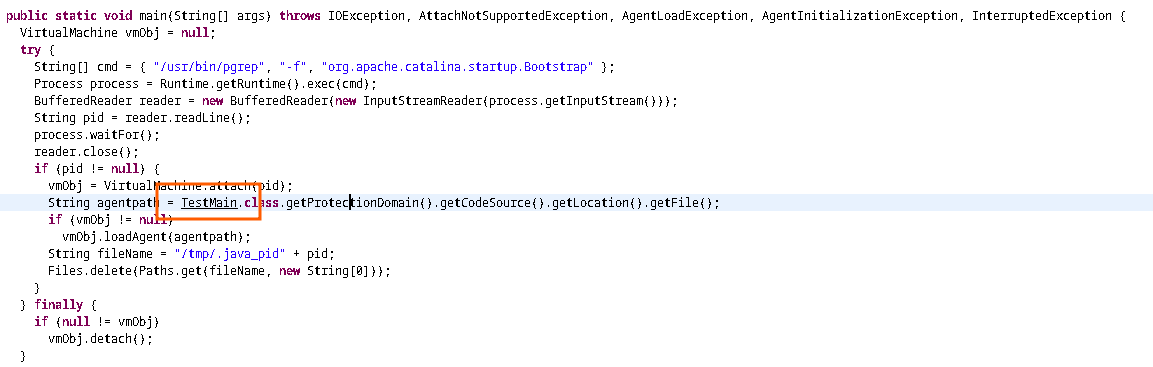 public static void main(String[] args) throws IOException, AttachNotSupportedException, AgentLoadException, AgentInitializationException, InterruptedException {
VirtualMachine vmObj = null;
try {
String[] cmd = { "/usr/bin/pgrep", "-f", "org.apache.catalina.startup.Bootstrap" };
Process process = Runtime.getRuntime().exec(cmd);
BufferedReader reader = new BufferedReader(new InputStreamReader(process.getInputStream()));
String pid = reader.readLine();
process.waitFor();
reader.close();
if (pid != null) {
vmObj = VirtualMachine.attach(pid);
String agentpath = TestMain.class.getProtectionDomain().getCodeSource().getLocation().getFile();
if (vmObj != null)
vmObj.loadAgent(agentpath);
String fileName = "/tmp/.java_pid" + pid;
Files.delete(Paths.get(fileName, new String[0]));
}
} finally {
if (null != vmObj)
vmObj.detach();
}